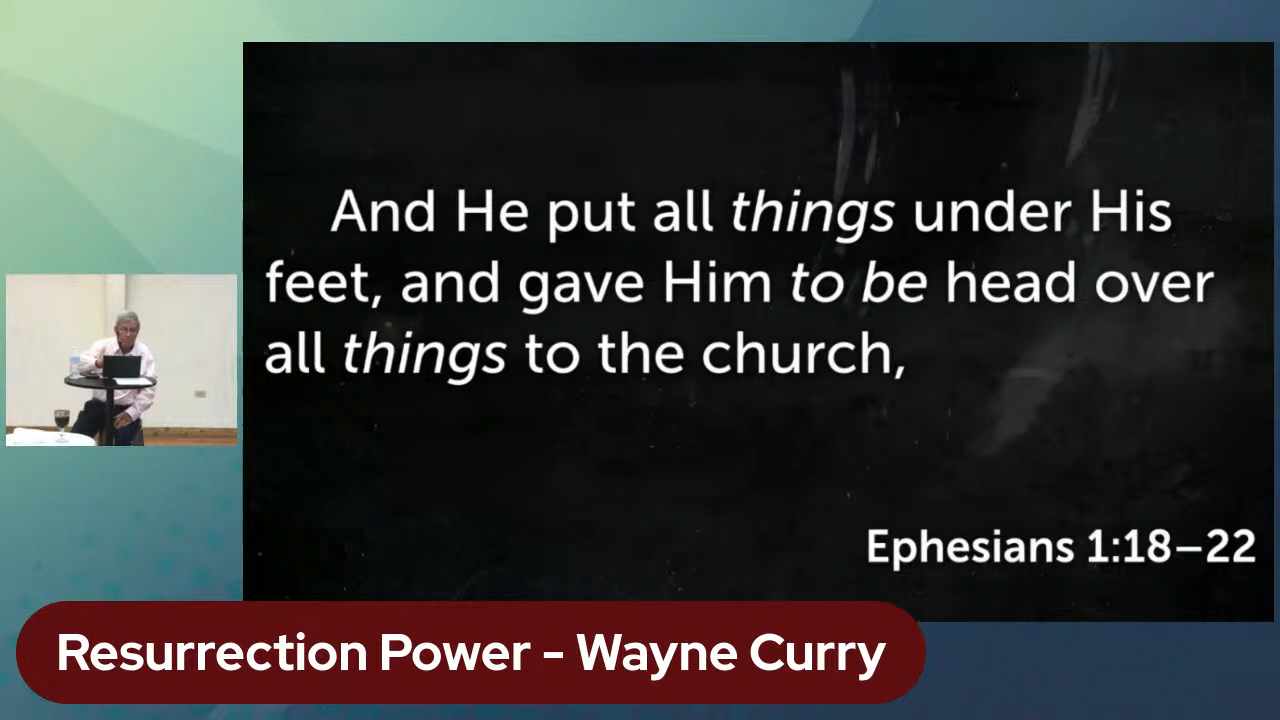 And He put all things under His
feet, and gave Him to be head over
all things to the church,
Ephesians 1:18–22
Resurrection Power - Wayne Curry